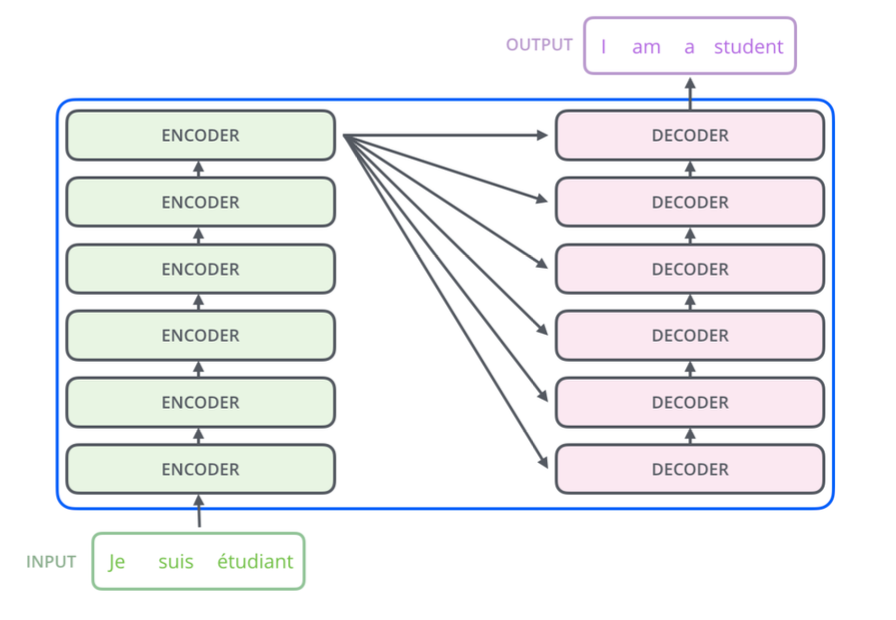 OUTPUT
I am a student
ENCODER
ENCODER
ENCODER
ENCODER
ENCODER
ENCODER
DECODER
DECODER
DECODER
DECODER
DECODER
DECODER
INPUT
Je suis étudiant